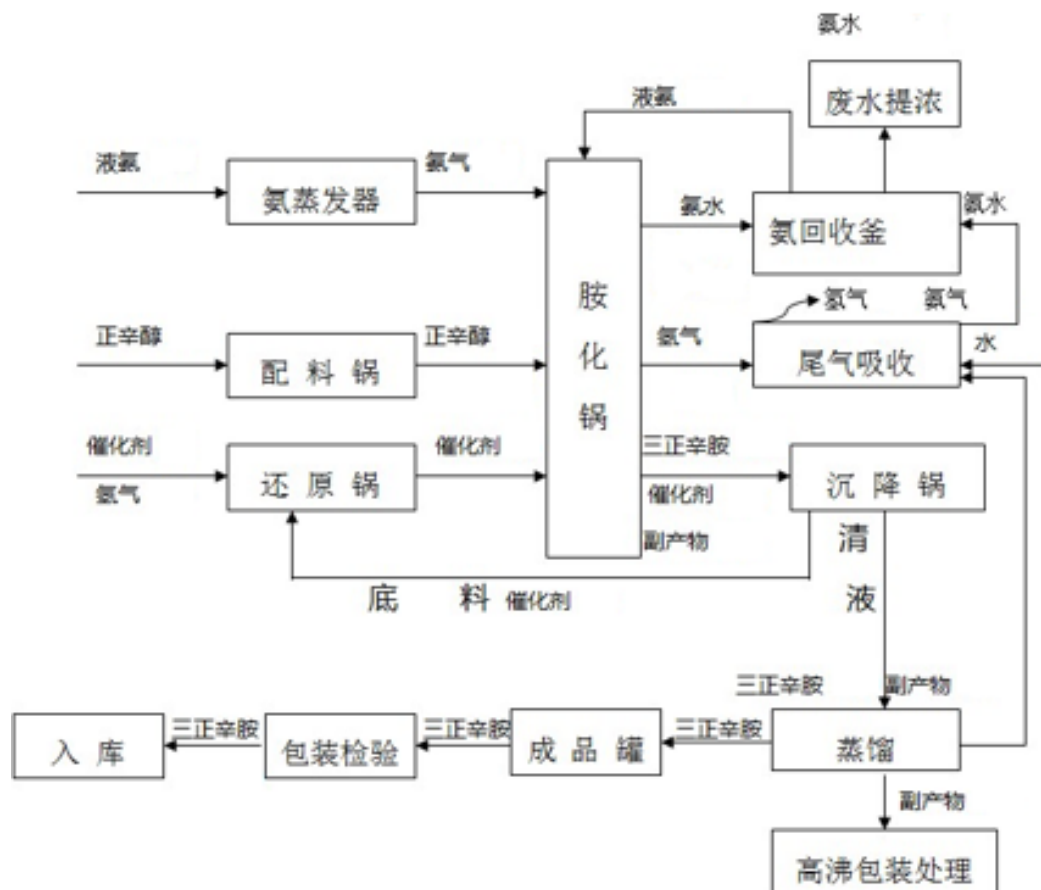 氨水
废水提浓
液氨
液氨
氨蒸发器
氨气
氨水
氨回收釜
氨水
胺化锅
氢气
氨气
正辛醇
配料锅
正辛醇
氨气
尾气吸收
水
催化剂
氨气
还原锅
催化剂
三正辛胺
催化剂
沉降锅
副产物
清液
底料 催化剂
三正辛胺
副产物
入库
三正辛胺
包装检验
三正辛胺
成品罐
三正辛胺
蒸馏
副产物
高沸包装处理